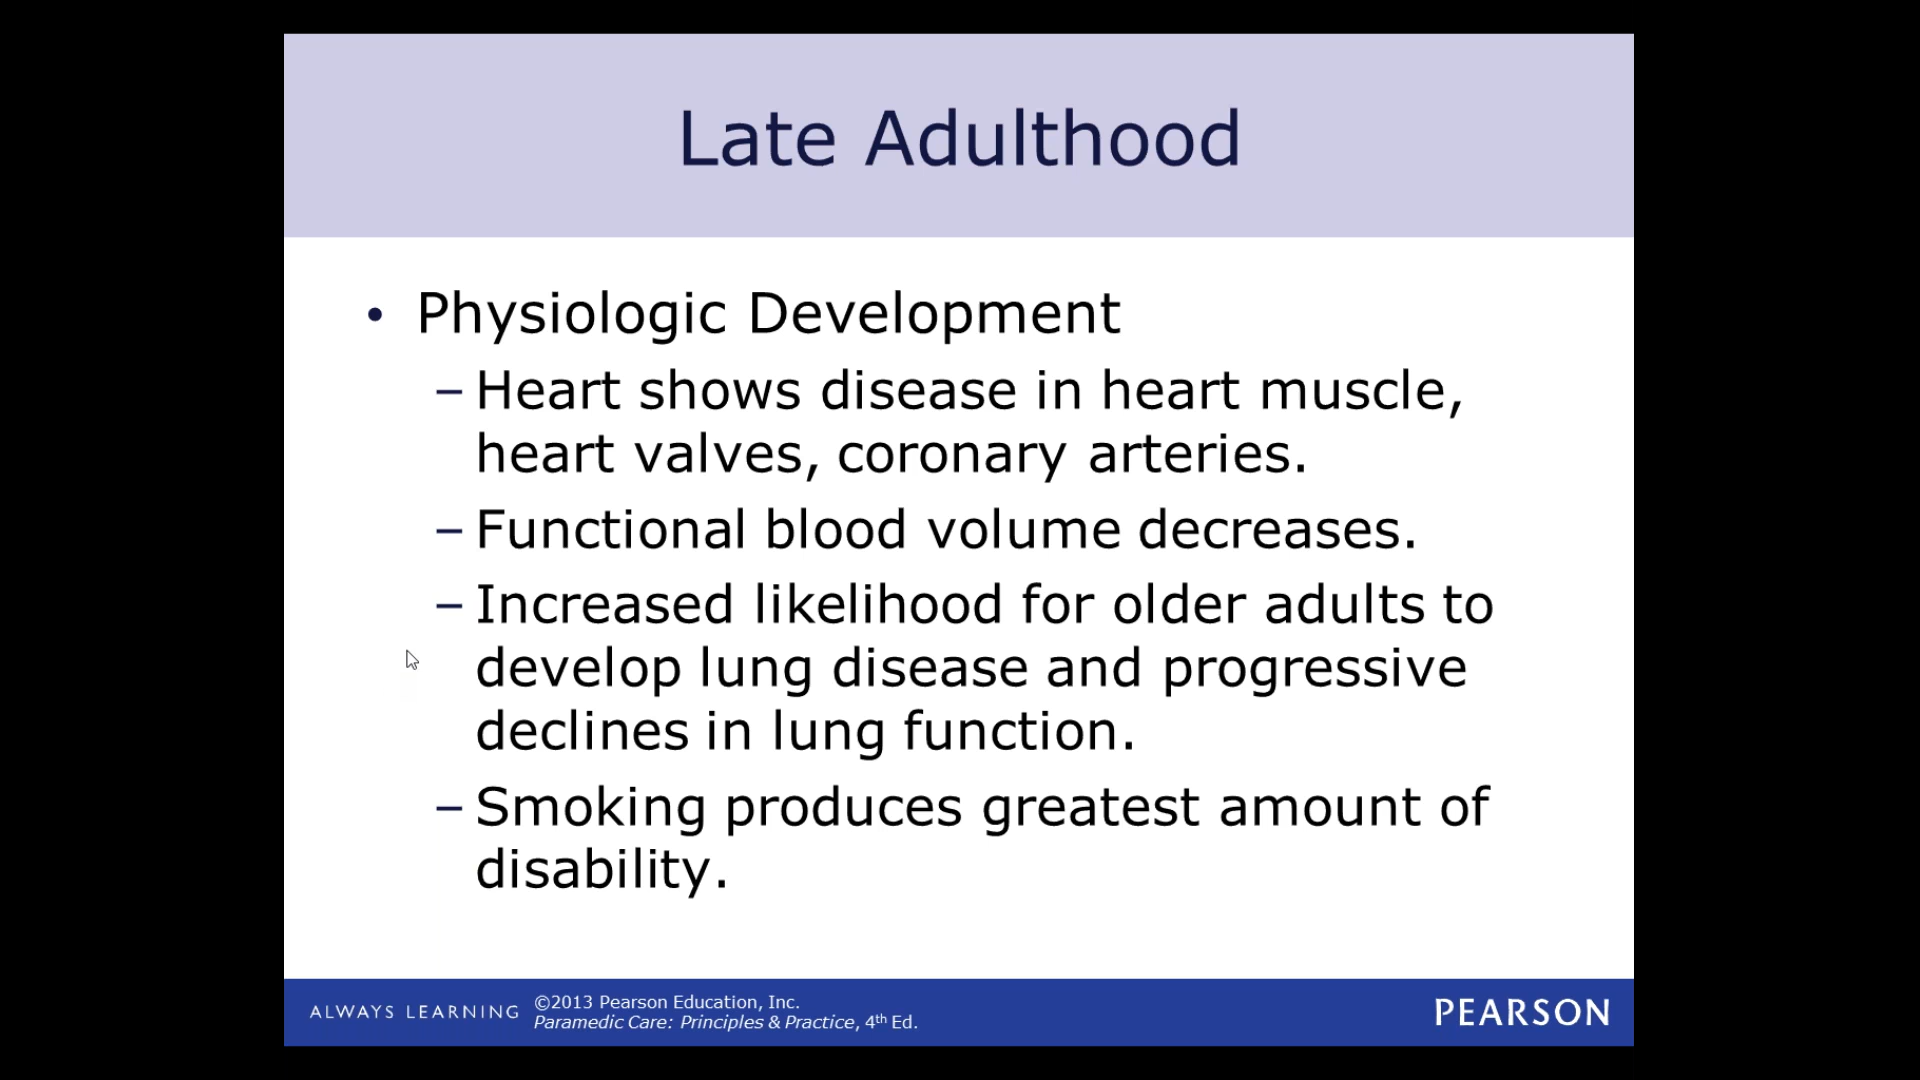 Late Adulthood
• Physiologic Development
– Heart shows disease in heart muscle,
heart valves, coronary arteries.
– Functional blood volume decreases.
– Increased likelihood for older adults to
develop lung disease and progressive
declines in lung function.
– Smoking produces greatest amount of
disability.
ALWAYS LEARNING
©2013 Pearson Education, Inc.
Paramedic Care: Principles & Practice, 4th Ed.
PEARSON